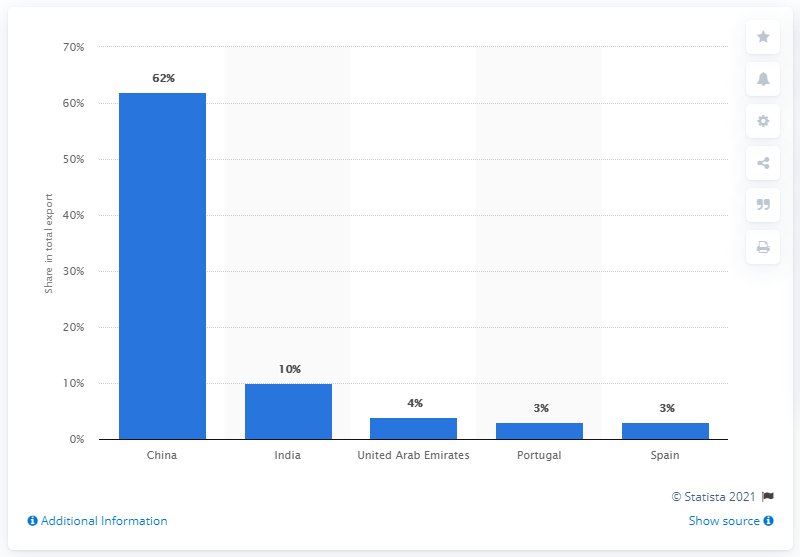 70%
60%
50%
40%
30%
20%
10%
0%
Share in total export
62%
10%
4%
3%
3%
China
India
United Arab Emirates
Portugal
Spain
© Statista 2021
Additional Information
Show source